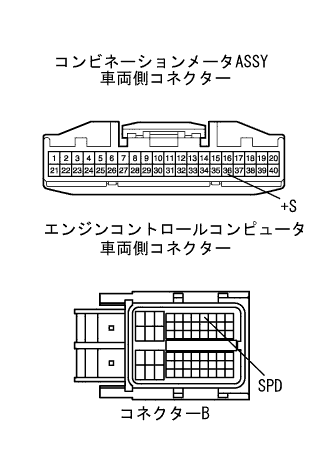 コンビネーションメータASSY
車両側コネクター
1 2 3 4 5 6 7 8 9 10 11 12 13 14 15 16 17 18 19 20
21 22 23 24 25 26 27 28 29 30 31 32 33 34 35 36 37 38 39 40
+S
エンジンコントロールコンピュータ
車両側コネクター
SPD
コネクターB